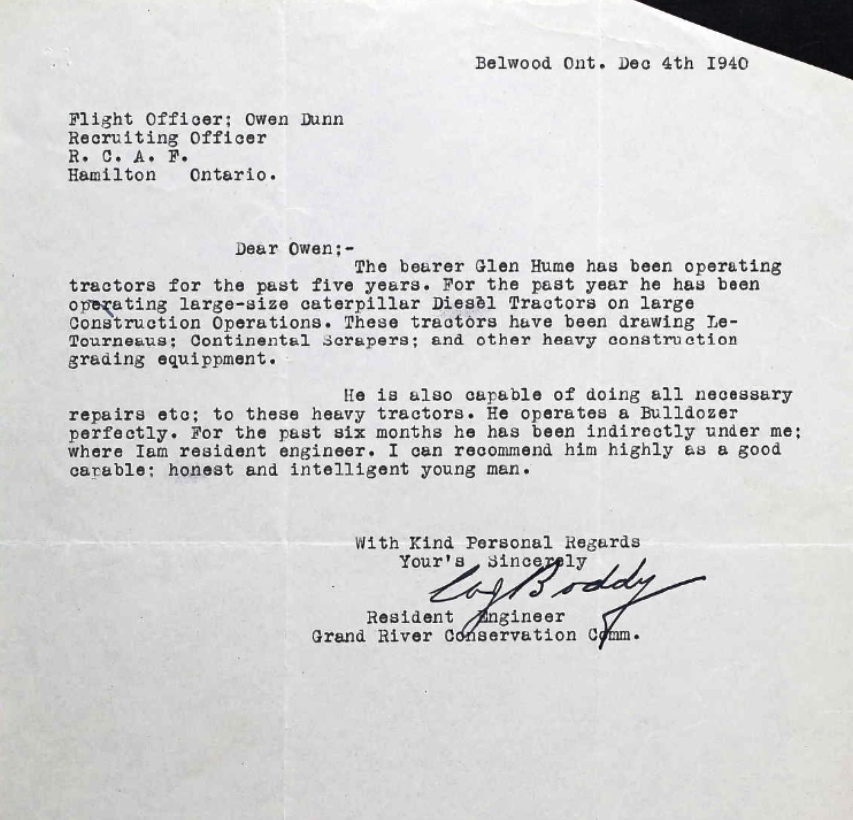 Belwood Ont. Dec 4th I940
Flight Officer; Owen Dunn
Recruiting Officer
R. C. A. F.
Hamilton Ontario.
Dear Owen;-
The bearer Glen Hume has been operating
tractors for the past five years. For the past year he has been
operating large-size caterpillar Diesel Tractors on large
Construction Operations. These tractors have been drawing Le-
Tourneaus; Continental Scrapers; and other heavy construction
grading equippment.
He is also capable of doing all necessary
repairs etc; to these heavy tractors. He operates a Bulldozer
perfectly. For the past six months he has been indirectly under me;
where Iam resident engineer. I can recommend him highly as a good
capable; honest and intelligent young man.
With Kind Personal Regards
Your's Sincerely
Boddy
Resident Engineer
Grand River Conservation Comm.